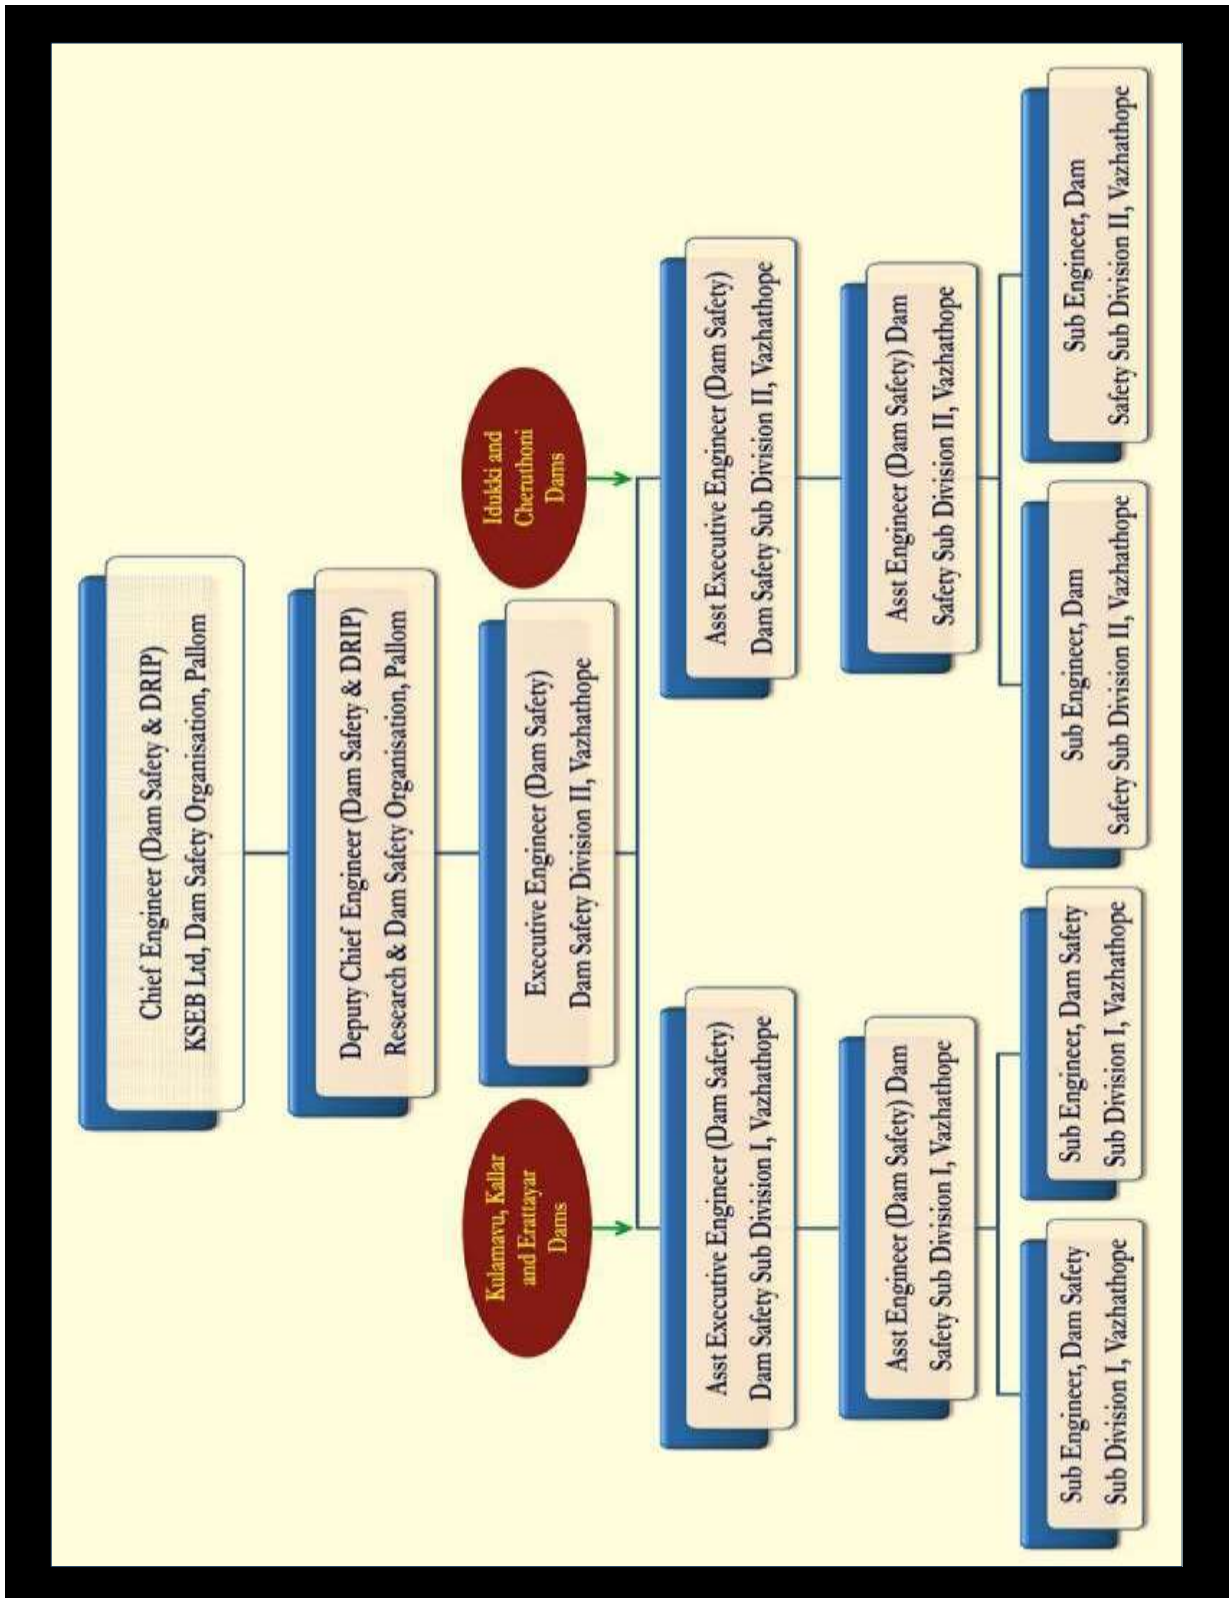 Chief Engineer (Dam Safety & DRIP)
KSEB Ltd, Dam Safety Organisation, Pallom
Deputy Chief Engineer (Dam Safety & DRIP)
Research & Dam Safety Organisation, Pallom
Executive Engineer (Dam Safety)
Dam Safety Division II, Vazhathope
Kulamavu, Kallar
and Erattayar
Dams
Idukki and
Cheruthoni
Dams
Asst Executive Engineer (Dam Safety)
Dam Safety Sub Division I, Vazhathope
Asst Executive Engineer (Dam Safety)
Dam Safety Sub Division II, Vazhathope
Asst Engineer (Dam Safety) Dam
Safety Sub Division I, Vazhathope
Asst Engineer (Dam Safety) Dam
Safety Sub Division II, Vazhathope
Sub Engineer, Dam Safety
Sub Division I, Vazhathope
Sub Engineer, Dam Safety
Sub Division I, Vazhathope
Sub Engineer, Dam
Safety Sub Division II, Vazhathope
Sub Engineer, Dam
Safety Sub Division II, Vazhathope